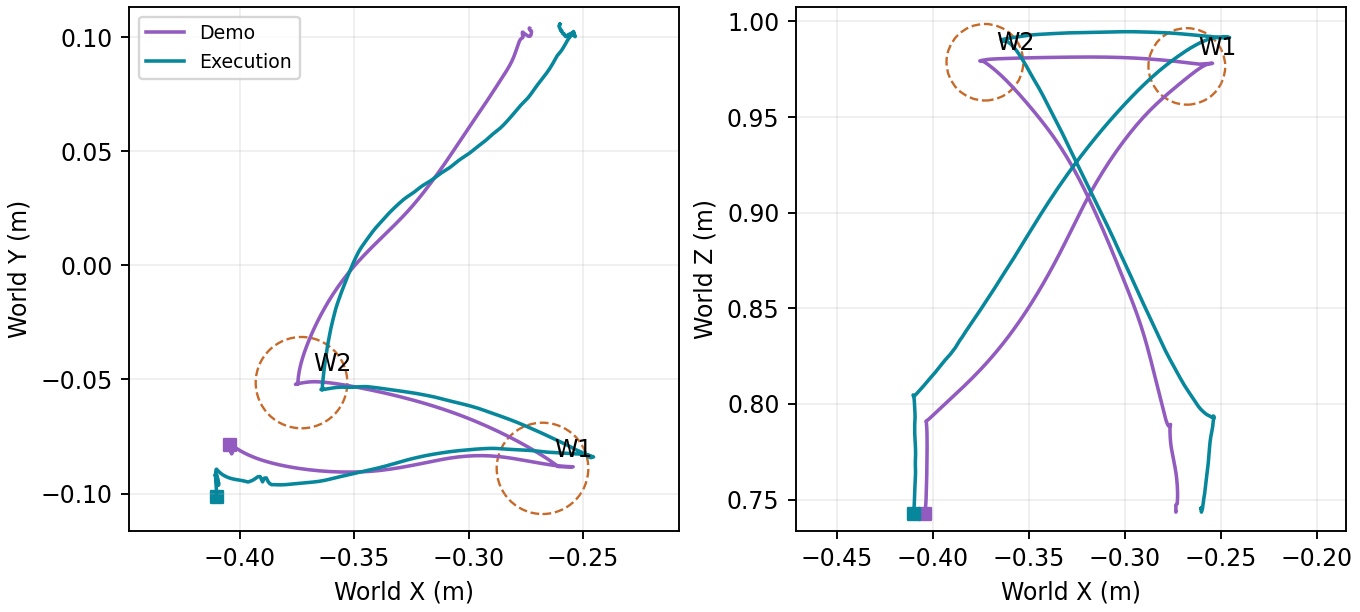 Demo
Execution
W2
W1
0.10
0.05
0.00
−0.05
−0.10
World Y (m)
−0.40
−0.35
−0.30
−0.25
World X (m)
W2
W1
1.00
0.95
0.90
0.85
0.80
0.75
World Z (m)
−0.45
−0.40
−0.35
−0.30
−0.25
−0.20
World X (m)